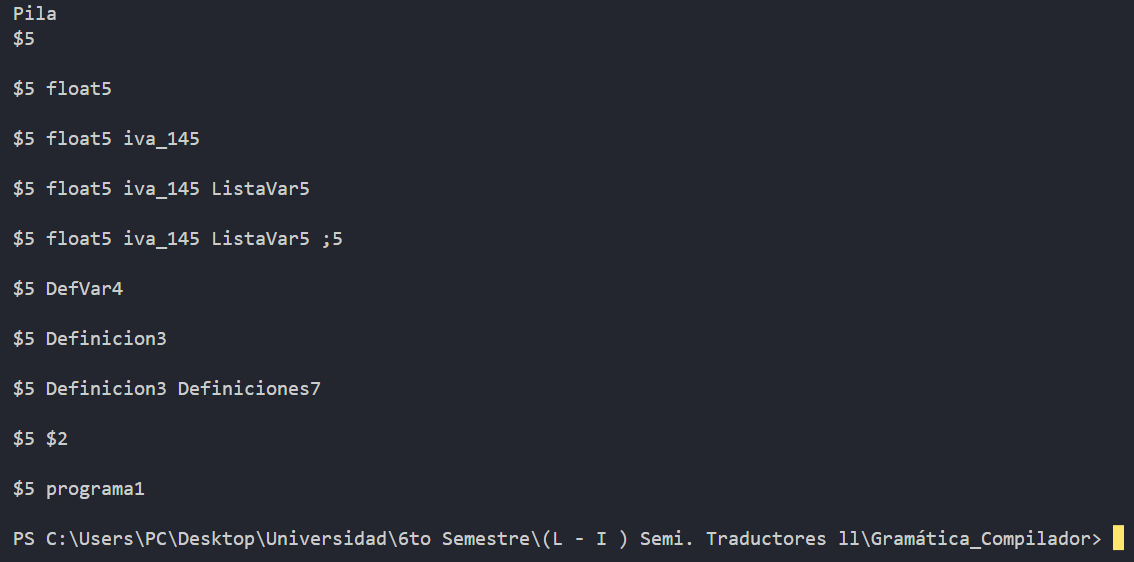 Pila
$5
$5 float5
$5 float5 iva_145
$5 float5 iva_145 ListaVar5
$5 float5 iva_145 ListaVar5 ;5
$5 DefVar4
$5 Definicion3
$5 Definicion3 Definiciones7
$5 $2
$5 programa1
PS C:\Users\PC\Desktop\Universidad\6to Semestre\(L - I ) Semi. Traductores ll\Gramática_Compilador>